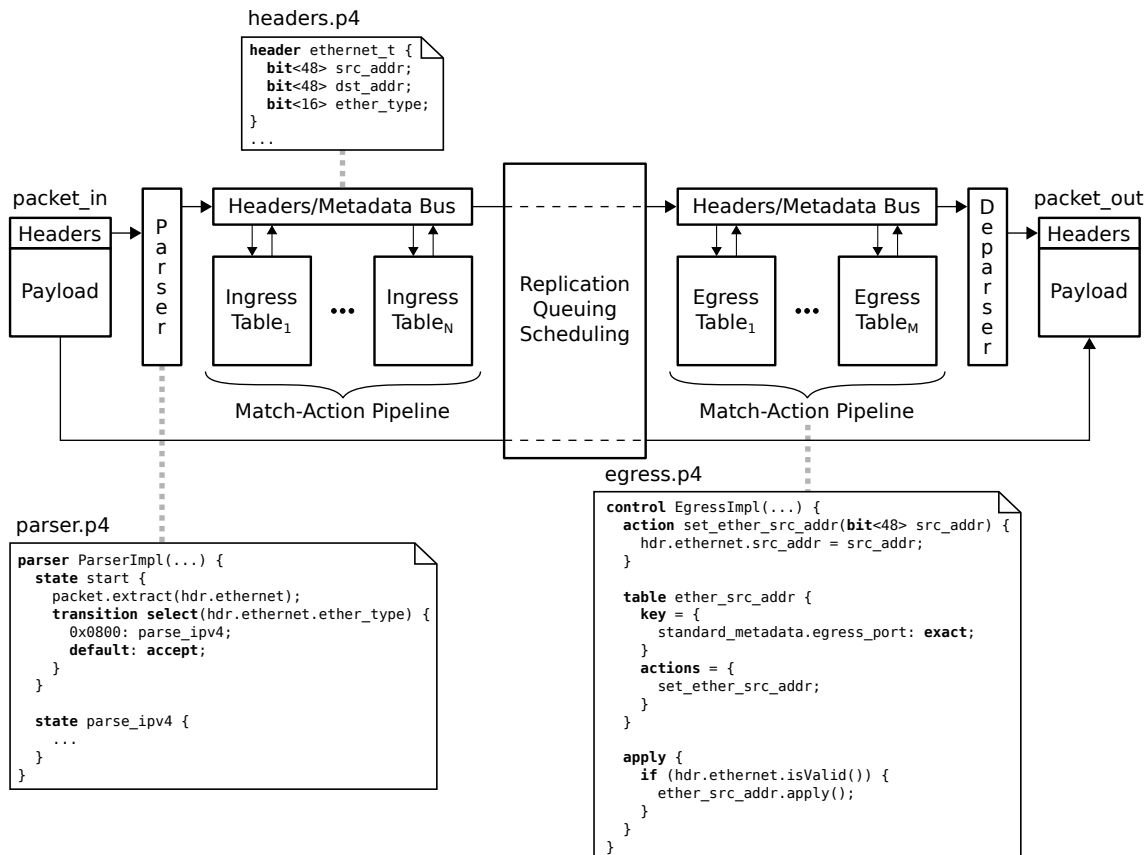 headers.p4
header ethernet_t {
  bit<48> src_addr;
  bit<48> dst_addr;
  bit<16> ether_type;
}
...
packet_in
Headers
Payload
Parser
Headers/Metadata Bus
Ingress
Table1
...
Ingress
TableN
Match-Action Pipeline
Replication
Queuing
Scheduling
Headers/Metadata Bus
Egress
Table1
...
Egress
TableM
Match-Action Pipeline
Deparser
packet_out
Headers
Payload
parser.p4
parser ParserImpl(...) {
  state start {
    packet.extract(hdr.ethernet);
    transition select(hdr.ethernet.ether_type) {
      0x0800: parse_ipv4;
      default: accept;
    }
  }

  state parse_ipv4 {
    ...
  }
}
egress.p4
control EgressImpl(...) {
  action set_ether_src_addr(bit<48> src_addr) {
    hdr.ethernet.src_addr = src_addr;
  }

  table ether_src_addr {
    key = {
      standard_metadata.egress_port: exact;
    }
    actions = {
      set_ether_src_addr;
    }
  }

  apply {
    if (hdr.ethernet.isValid()) {
      ether_src_addr.apply();
    }
  }
}